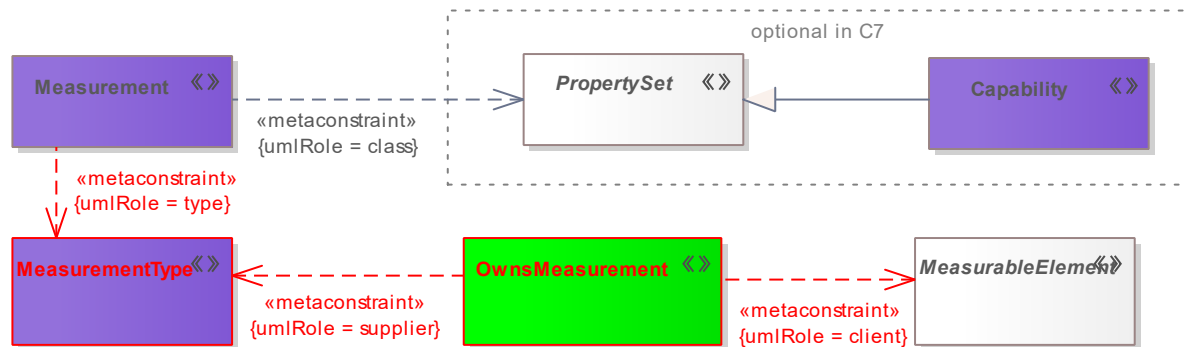 optional in C7
Measurement «»
PropertySet «»
Capability «»
«metaconstraint»
{umlRole = class}
«metaconstraint»
{umlRole = type}
MeasurementType «»
OwnsMeasurement «»
MeasurableElement «»
«metaconstraint»
{umlRole = supplier}
«metaconstraint»
{umlRole = client}